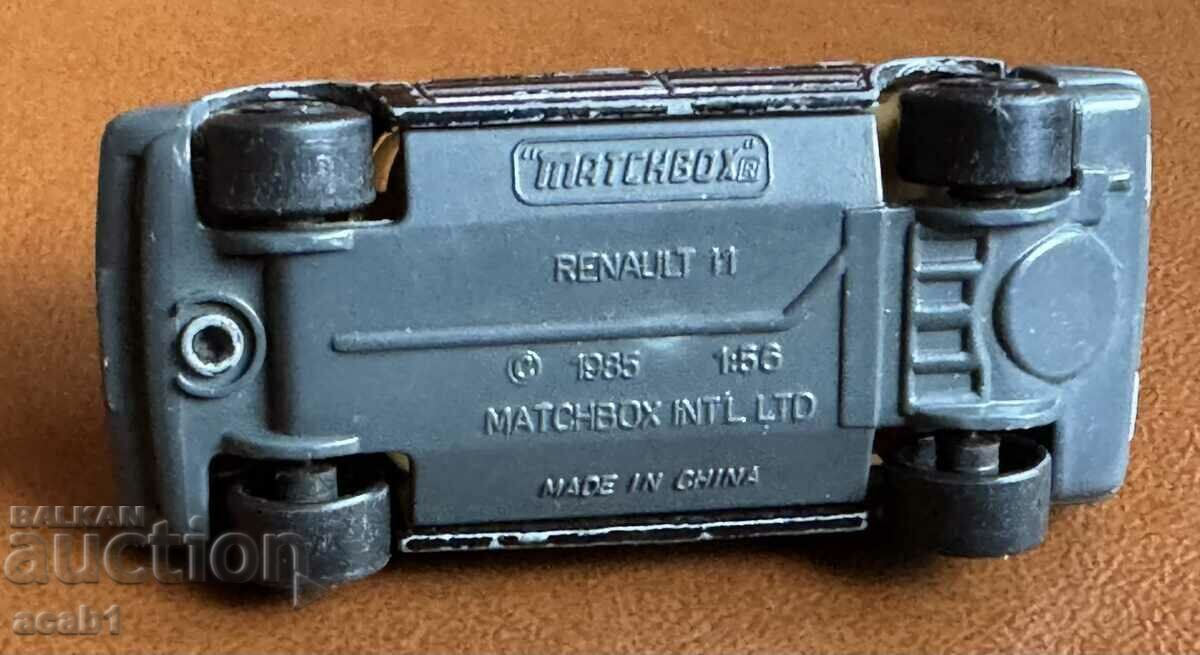 "MATCHBOX" R
RENAULT 11
© 1985 1:56
MATCHBOX INT'L LTD
MADE IN CHINA
BALKAN
auction
acab1